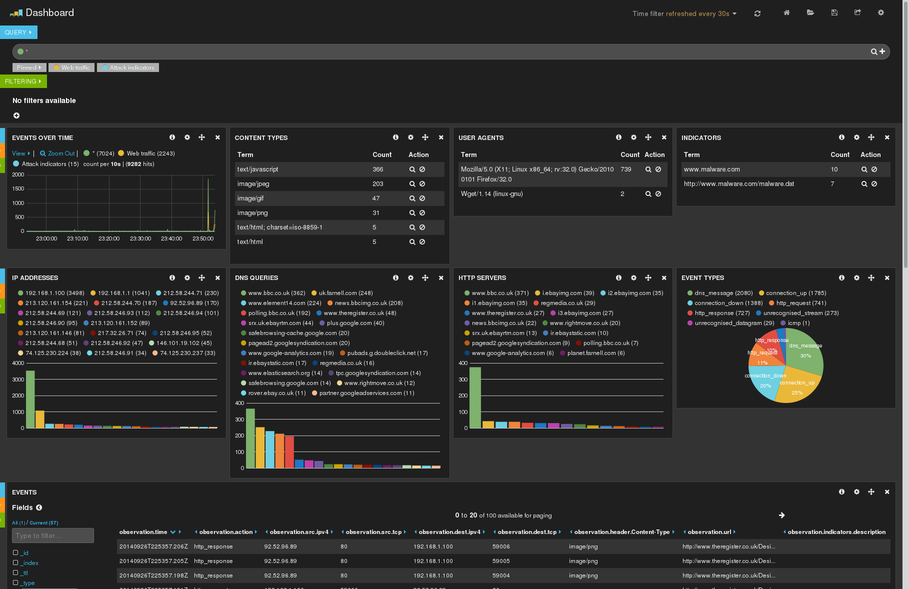 Dashboard
Time filter refreshed every 30s
QUERY
*
Pinned Web traffic Attack indicators
FILTERING
No filters available
EVENTS OVER TIME
View | Zoom Out | * (7024) Web traffic (2243)
Attack indicators (15) count per 10s | (9282 hits)
2000
1500
1000
500
0
23:00:00 23:10:00 23:20:00 23:30:00 23:40:00 23:50:00
CONTENT TYPES
Term Count Action
text/javascript 366
image/jpeg 203
image/gif 47
image/png 31
text/html; charset=iso-8859-1 5
text/html 5
USER AGENTS
Term Count Action
Mozilla/5.0 (X11; Linux x86_64; rv:32.0) Gecko/2010 739
0101 Firefox/32.0
Wget/1.14 (linux-gnu) 2
INDICATORS
Term Count Action
www.malware.com 10
http://www.malware.com/malware.dat 7
IP ADDRESSES
192.168.1.100 (3498) 192.168.1.1 (1041) 212.58.244.71 (230)
213.120.161.154 (221) 212.58.244.70 (187) 92.52.96.89 (170)
212.58.244.69 (121) 212.58.246.93 (112) 212.58.246.94 (101)
212.58.246.90 (95) 213.120.161.152 (89)
213.120.161.146 (81) 217.32.26.71 (74) 212.58.246.95 (52)
212.58.244.68 (51) 212.58.246.92 (47) 146.101.19.102 (45)
74.125.230.224 (38) 212.58.246.91 (34) 74.125.230.237 (33)
4000
3000
2000
1000
0
DNS QUERIES
www.bbc.co.uk (362) uk.farnell.com (248)
www.element14.com (224) news.bbcimg.co.uk (208)
polling.bbc.co.uk (192) www.theregister.co.uk (48)
srx.uk.ebayrtm.com (44) plus.google.com (40)
safebrowsing-cache.google.com (20)
pagead2.googlesyndication.com (20)
www.google-analytics.com (19) pubads.g.doubleclick.net (17)
ir.ebaystatic.com (17) regmedia.co.uk (16)
www.elasticsearch.org (14) tpc.googlesyndication.com (14)
safebrowsing.google.com (14) www.rightmove.co.uk (12)
rover.ebay.co.uk (11) partner.googleadservices.com (11)
400
300
200
100
0
HTTP SERVERS
www.bbc.co.uk (371) i.ebayimg.com (39) i2.ebayimg.com (35)
i1.ebayimg.com (35) regmedia.co.uk (29)
www.theregister.co.uk (27) i3.ebayimg.com (27)
news.bbcimg.co.uk (22) www.rightmove.co.uk (20)
srx.uk.ebayrtm.com (13) ir.ebaystatic.com (10)
pagead2.googlesyndication.com (9) polling.bbc.co.uk (7)
www.google-analytics.com (6) planet.farnell.com (6)
400
300
200
100
0
EVENT TYPES
dns_message (2080) connection_up (1785)
connection_down (1388) http_request (741)
http_response (727) unrecognised_stream (273)
unrecognised_datagram (29) icmp (1)
http_response
dns_message
30%
http_request
11%
connection_down
20%
connection_up
25%
EVENTS
Fields
All (1) / Current (57)
Type to filter...
_id
_index
_ttl
_type
0 to 20 of 100 available for paging
observation.time observation.action observation.src.ipv4 observation.src.tcp observation.dest.ipv4 observation.dest.tcp observation.header.Content-Type observation.url observation.indicators.description
20140926T225357.206Z http_response 92.52.96.89 80 192.168.1.100 59006 image/png http://www.theregister.co.uk/Desi...
20140926T225357.205Z http_response 92.52.96.89 80 192.168.1.100 59005 image/png http://www.theregister.co.uk/Desi...
20140926T225357.198Z http_response 92.52.96.89 80 192.168.1.100 59004 image/png http://www.theregister.co.uk/Desi...